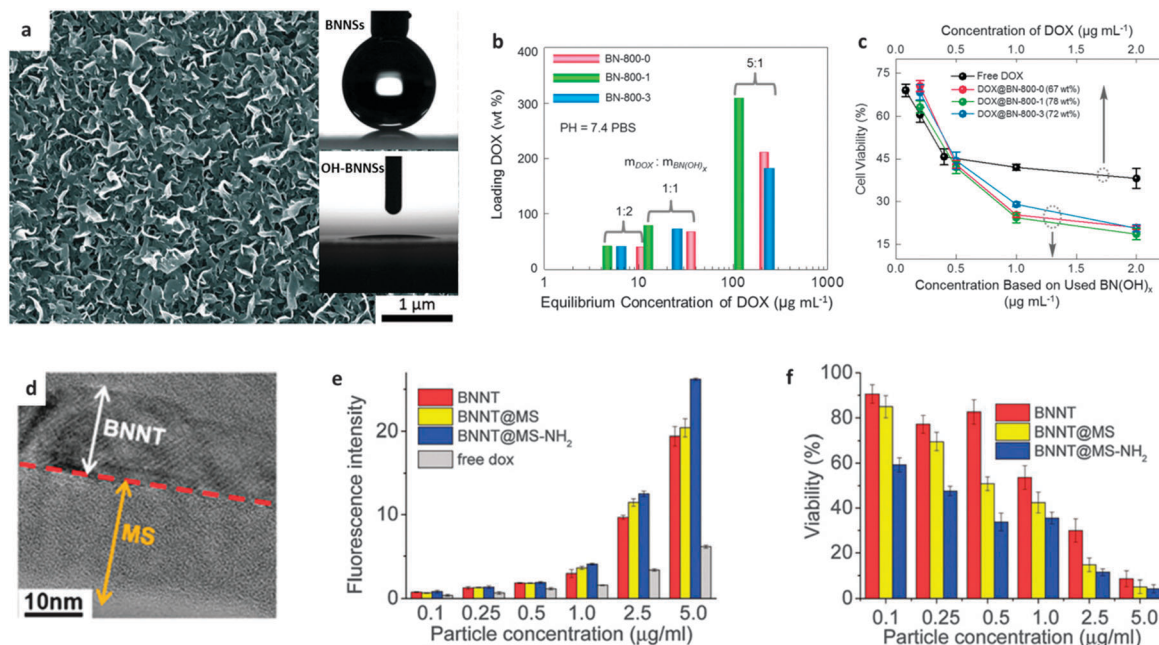 a
BNNSs
OH-BNNSs
1 µm
b
400
300
200
100
0
Loading DOX (wt %)
BN-800-0
BN-800-1
BN-800-3
PH = 7.4 PBS
m_DOX : m_BN(OH)x
1:2
1:1
5:1
1
10
100
1000
Equilibrium Concentration of DOX (µg mL⁻¹)
c
Concentration of DOX (µg mL⁻¹)
0.0 0.5 1.0 1.5 2.0
75
60
45
30
15
Cell Viability (%)
Free DOX
DOX@BN-800-0 (67 wt%)
DOX@BN-800-1 (78 wt%)
DOX@BN-800-3 (72 wt%)
0.0 0.5 1.0 1.5 2.0
Concentration Based on Used BN(OH)x
(µg mL⁻¹)
d
BNNT
MS
10nm
e
20
10
0
Fluorescence intensity
BNNT
BNNT@MS
BNNT@MS-NH₂
free dox
0.1 0.25 0.5 1.0 2.5 5.0
Particle concentration (µg/ml)
f
100
80
60
40
20
0
Viability (%)
BNNT
BNNT@MS
BNNT@MS-NH₂
0.1 0.25 0.5 1.0 2.5 5.0
Particle concentration (µg/ml)